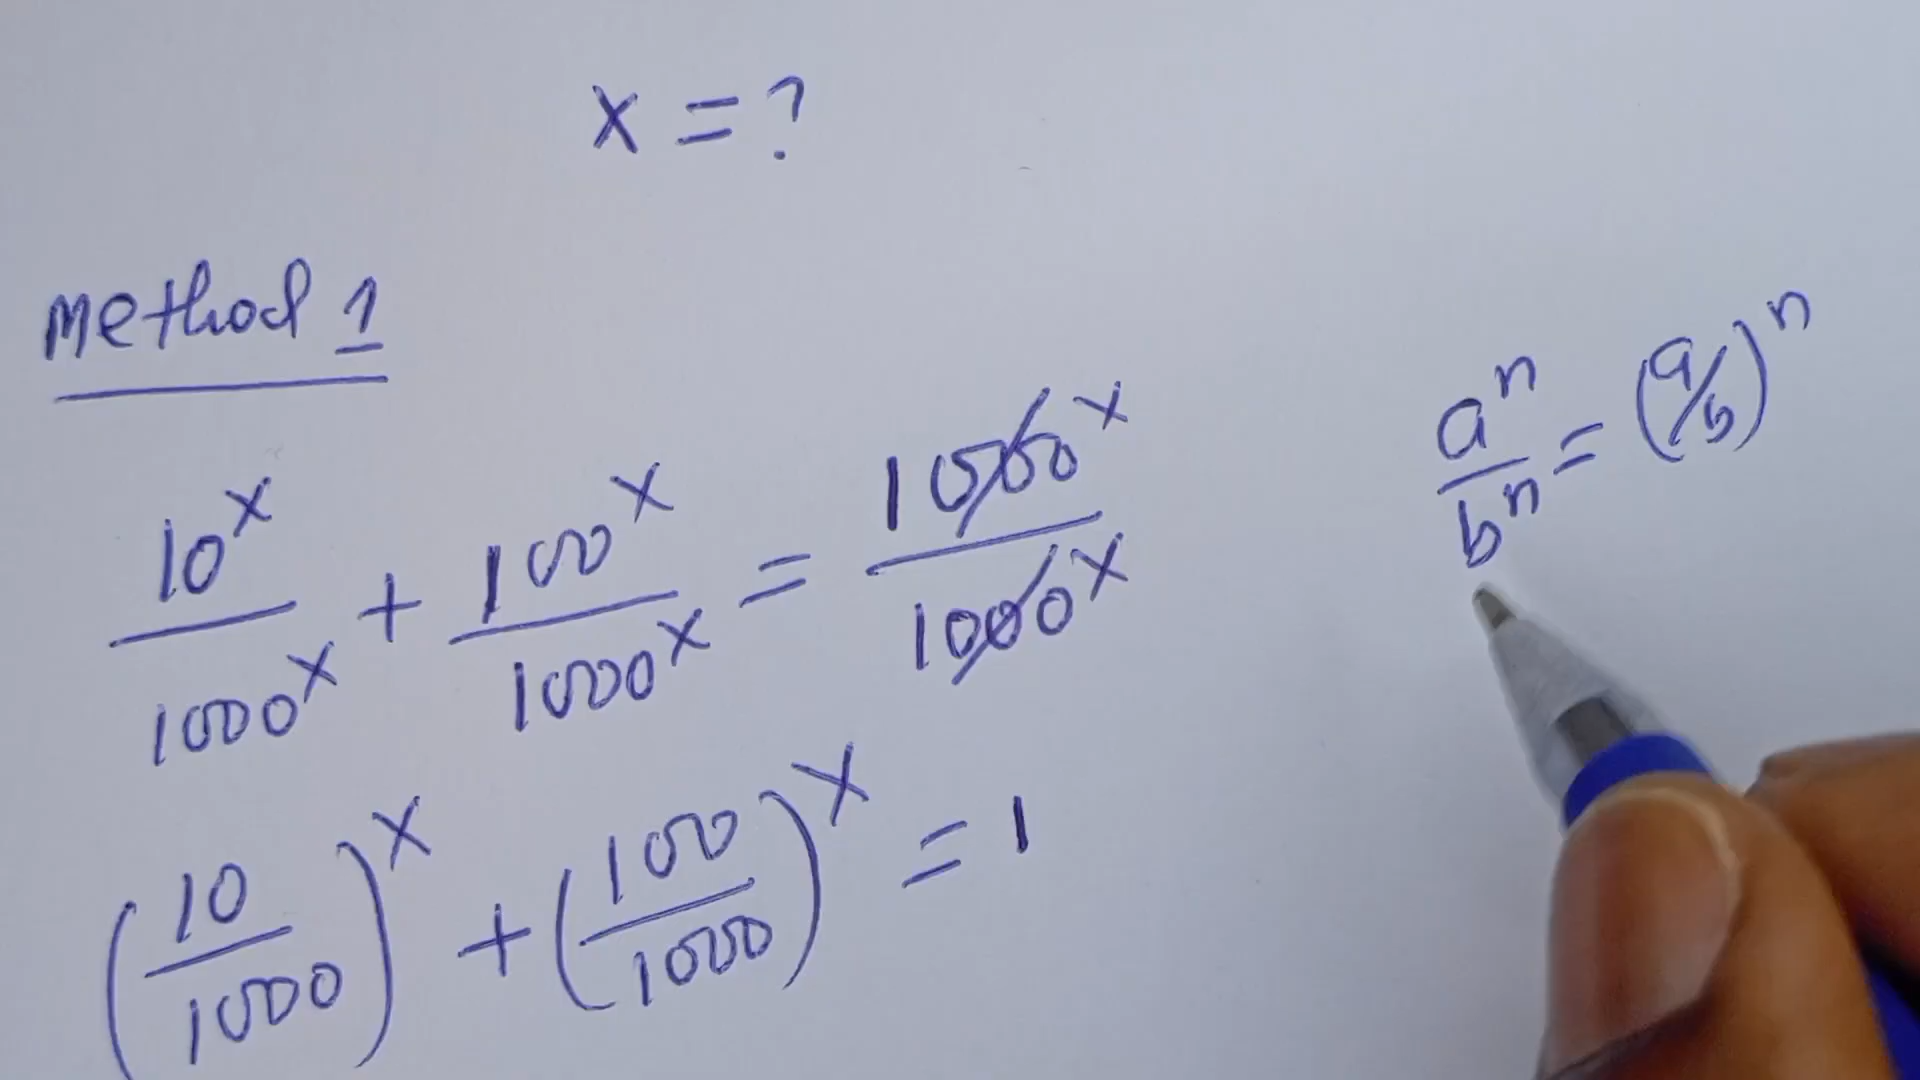 x = ?
Method 1
10^x/1000^x + 100^x/1000^x = 1000^x/1000^x
a^n/b^n = (a/b)^n
(10/1000)^x + (100/1000)^x = 1